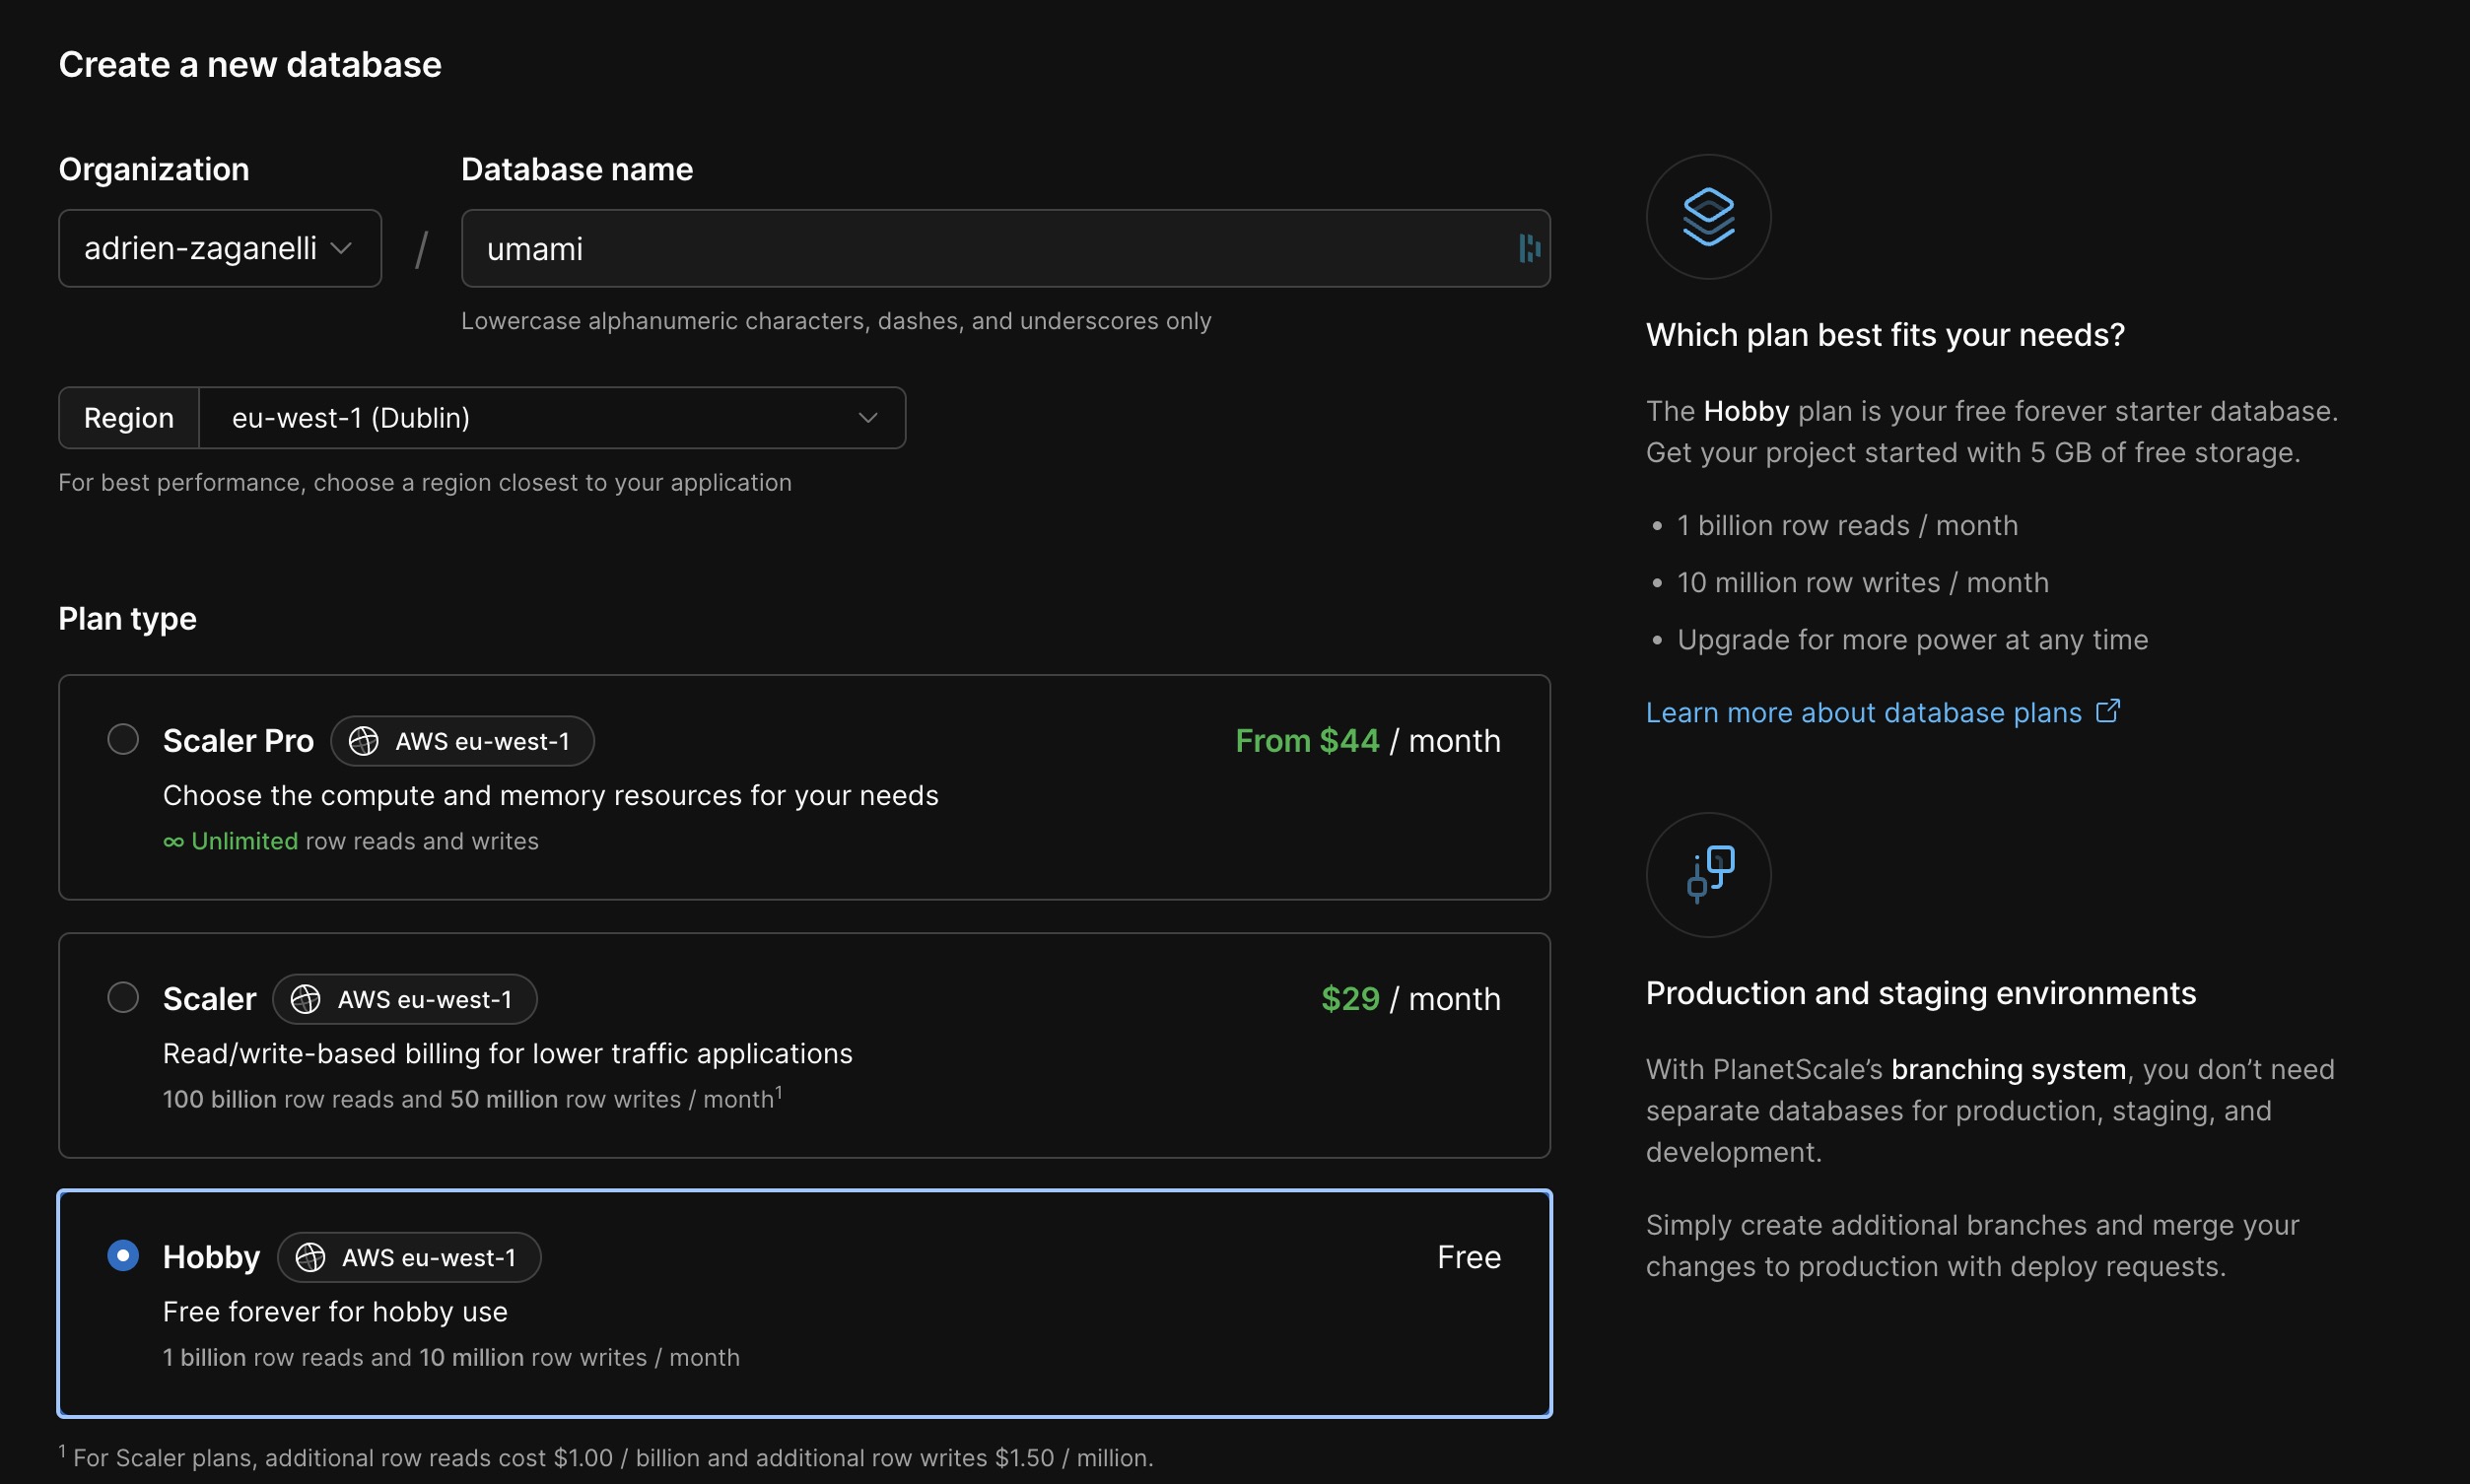 Create a new database
Organization
Database name
adrien-zaganelli
/
umami
Lowercase alphanumeric characters, dashes, and underscores only
Region
eu-west-1 (Dublin)
For best performance, choose a region closest to your application
Plan type
Scaler Pro
AWS eu-west-1
From $44 / month
Choose the compute and memory resources for your needs
∞ Unlimited row reads and writes
Scaler
AWS eu-west-1
$29 / month
Read/write-based billing for lower traffic applications
100 billion row reads and 50 million row writes / month¹
Hobby
AWS eu-west-1
Free
Free forever for hobby use
1 billion row reads and 10 million row writes / month
¹ For Scaler plans, additional row reads cost $1.00 / billion and additional row writes $1.50 / million.
Which plan best fits your needs?
The Hobby plan is your free forever starter database.
Get your project started with 5 GB of free storage.
• 1 billion row reads / month
• 10 million row writes / month
• Upgrade for more power at any time
Learn more about database plans
Production and staging environments
With PlanetScale’s branching system, you don’t need
separate databases for production, staging, and
development.
Simply create additional branches and merge your
changes to production with deploy requests.